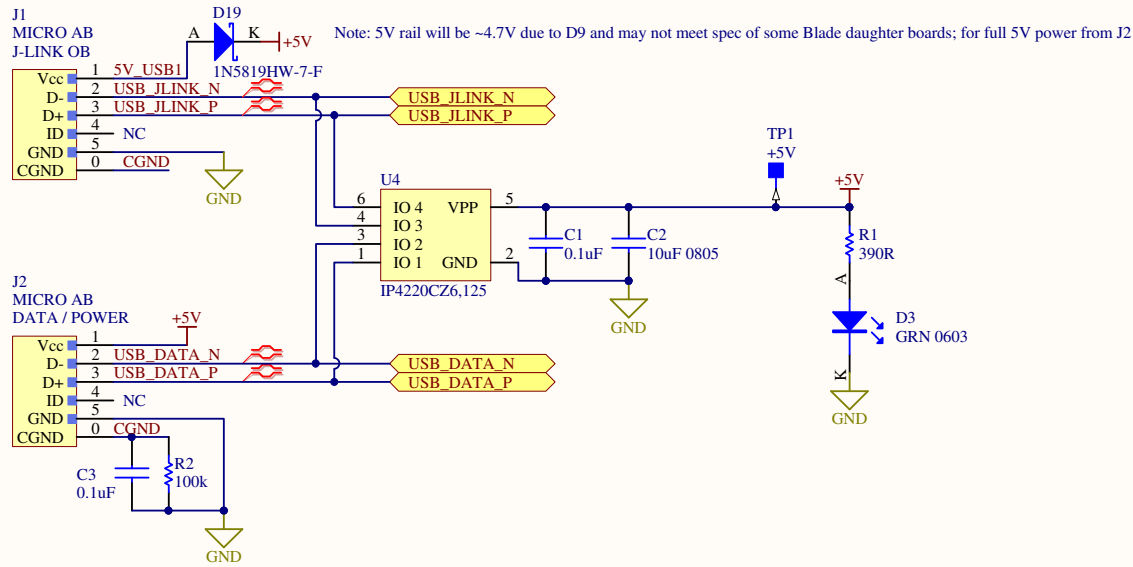 J1
MICRO AB
J-LINK OB
D19
A
K
+5V
1N5819HW-7-F
Note: 5V rail will be ~4.7V due to D9 and may not meet spec of some Blade daughter boards; for full 5V power from J2
Vcc 1 5V_USB1
D- 2 USB_JLINK_N
D+ 3 USB_JLINK_P
ID 4 NC
GND 5
CGND 0 CGND
GND
USB_JLINK_N
USB_JLINK_P
U4
6 IO 4 VPP 5
4 IO 3
3 IO 2
1 IO 1 GND 2
IP4220CZ6,125
C1
0.1uF
C2
10uF 0805
GND
TP1
+5V
+5V
R1
390R
A
D3
GRN 0603
K
GND
J2
MICRO AB
DATA / POWER
+5V
Vcc 1
D- 2 USB_DATA_N
D+ 3 USB_DATA_P
ID 4 NC
GND 5
CGND 0 CGND
USB_DATA_N
USB_DATA_P
C3
0.1uF
R2
100k
GND